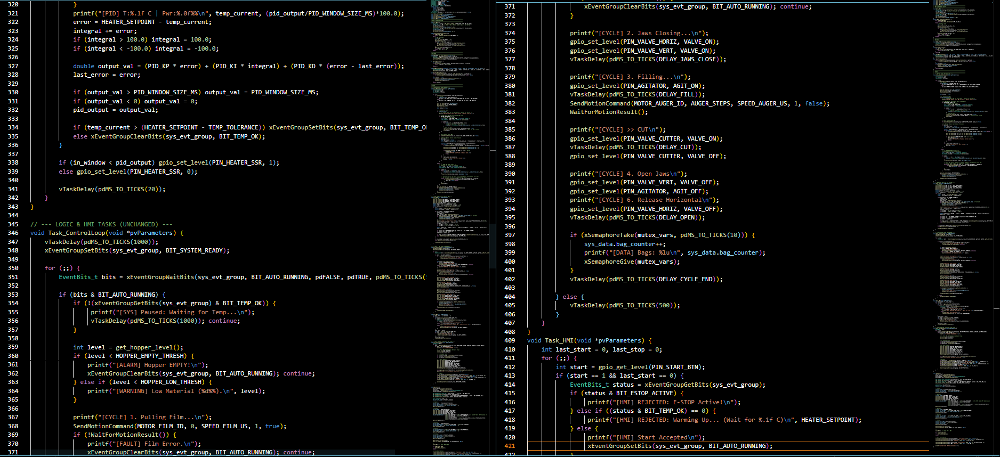 320 }
321 printf("[PID] T:%.1f C | Pwr:%.0f%%\n", temp_current, (pid_output/PID_WINDOW_SIZE_MS)*100.0);
322 error = HEATER_SETPOINT - temp_current;
323 integral += error;
324 if (integral > 100.0) integral = 100.0;
325 if (integral < -100.0) integral = -100.0;
326
327 double output_val = (PID_KP * error) + (PID_KI * integral) + (PID_KD * (error - last_error));
328 last_error = error;
329
330 if (output_val > PID_WINDOW_SIZE_MS) output_val = PID_WINDOW_SIZE_MS;
331 if (output_val < 0) output_val = 0;
332 pid_output = output_val;
333
334 if (temp_current > (HEATER_SETPOINT - TEMP_TOLERANCE)) xEventGroupSetBits(sys_evt_group, BIT_TEMP_O
335 else xEventGroupClearBits(sys_evt_group, BIT_TEMP_OK);
336 }
337
338 if (in_window < pid_output) gpio_set_level(PIN_HEATER_SSR, 1);
339 else gpio_set_level(PIN_HEATER_SSR, 0);
340
341 vTaskDelay(pdMS_TO_TICKS(20));
342 }
343 }
344
345 // --- LOGIC & HMI TASKS (UNCHANGED) ---
346 void Task_ControlLoop(void *pvParameters) {
347 vTaskDelay(pdMS_TO_TICKS(1000));
348 xEventGroupSetBits(sys_evt_group, BIT_SYSTEM_READY);
349
350 for (;;) {
351 EventBits_t bits = xEventGroupWaitBits(sys_evt_group, BIT_AUTO_RUNNING, pdFALSE, pdTRUE, pdMS_TO_TICKS(
352
353 if (bits & BIT_AUTO_RUNNING) {
354 if (!(xEventGroupGetBits(sys_evt_group) & BIT_TEMP_OK)) {
355 printf("[SYS] Paused: Waiting for Temp...\n");
356 vTaskDelay(pdMS_TO_TICKS(1000)); continue;
357 }
358
359 int level = get_hopper_level();
360 if (level < HOPPER_EMPTY_THRESH) {
361 printf("[ALARM] Hopper EMPTY!\n");
362 xEventGroupClearBits(sys_evt_group, BIT_AUTO_RUNNING); continue;
363 } else if (level < HOPPER_LOW_THRESH) {
364 printf("[WARNING] Low Material (%d%%).\n", level);
365 }
366
367 printf("[CYCLE] 1. Pulling Film...\n");
368 SendMotionCommand(MOTOR_FILM_ID, 0, SPEED_FILM_US, 1, true);
369 if (!WaitForMotionResult()) {
370 printf("[FAULT] Film Error.\n");
371 xEventGroupClearBits(sys_evt_group, BIT_AUTO_RUNNING); continue;
371 xEventGroupClearBits(sys_evt_group, BIT_AUTO_RUNNING); continue;
372 }
373
374 printf("[CYCLE] 2. Jaws Closing...\n");
375 gpio_set_level(PIN_VALVE_HORIZ, VALVE_ON);
376 gpio_set_level(PIN_VALVE_VERT, VALVE_ON);
377 vTaskDelay(pdMS_TO_TICKS(DELAY_JAWS_CLOSE));
378
379 printf("[CYCLE] 3. Filling...\n");
380 gpio_set_level(PIN_AGITATOR, AGIT_ON);
381 vTaskDelay(pdMS_TO_TICKS(DELAY_FILL));
382 SendMotionCommand(MOTOR_AUGER_ID, AUGER_STEPS, SPEED_AUGER_US, 1, false);
383 WaitForMotionResult();
384
385 printf("[CYCLE] >> CUT\n");
386 gpio_set_level(PIN_VALVE_CUTTER, VALVE_ON);
387 vTaskDelay(pdMS_TO_TICKS(DELAY_CUT));
388 gpio_set_level(PIN_VALVE_CUTTER, VALVE_OFF);
389
390 printf("[CYCLE] 4. Open Jaws\n");
391 gpio_set_level(PIN_VALVE_VERT, VALVE_OFF);
392 gpio_set_level(PIN_AGITATOR, AGIT_OFF);
393 printf("[CYCLE] 6. Release Horizontal\n");
394 gpio_set_level(PIN_VALVE_HORIZ, VALVE_OFF);
395 vTaskDelay(pdMS_TO_TICKS(DELAY_OPEN));
396
397 if (xSemaphoreTake(mutex_vars, pdMS_TO_TICKS(10))) {
398 sys_data.bag_counter++;
399 printf("[DATA] Bags: %lu\n", sys_data.bag_counter);
400 xSemaphoreGive(mutex_vars);
401 }
402 vTaskDelay(pdMS_TO_TICKS(DELAY_CYCLE_END));
403
404 } else {
405 vTaskDelay(pdMS_TO_TICKS(500));
406 }
407 }
408 }
409 void Task_HMI(void *pvParameters) {
410 int last_start = 0, last_stop = 0;
411 for (;;) {
412 int start = gpio_get_level(PIN_START_BTN);
413 if (start == 1 && last_start == 0) {
414 EventBits_t status = xEventGroupGetBits(sys_evt_group);
415 if (status & BIT_ESTOP_ACTIVE) {
416 printf("[HMI] REJECTED: E-STOP Active!\n");
417 } else if ((status & BIT_TEMP_OK) == 0) {
418 printf("[HMI] REJECTED: Warming Up... (Wait for %.1f C)\n", HEATER_SETPOINT);
419 } else {
420 printf("[HMI] Start Accepted\n");
421 xEventGroupSetBits(sys_evt_group, BIT_AUTO_RUNNING);
422 }